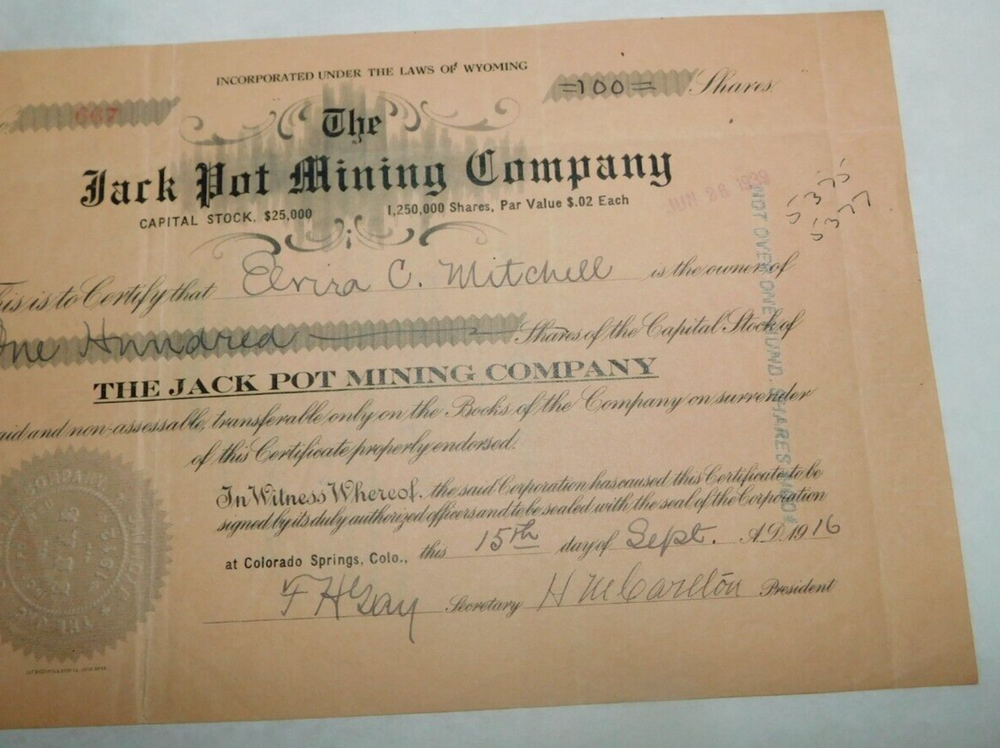 INCORPORATED UNDER THE LAWS OF WYOMING
667
=100= Shares
The
Jack Pot Mining Company
CAPITAL STOCK, $25,000
1,250,000 Shares, Par Value $.02 Each
JUN 26
5375
5377
NOT OVER ONE HUND. SHARES
his is to Certify that Elvira C. Mitchell is the owner of
One Hundred Shares of the Capital Stock of
THE JACK POT MINING COMPANY
aid and non-assessable, transferable only on the Books of the Company on surrender
of this Certificate properly endorsed.
In Witness Whereof, the said Corporation has caused this Certificate to be
signed by its duly authorized officers and to be sealed with the seal of the Corporation
at Colorado Springs, Colo., this 15th day of Sept. A.D. 1916
F H Gay Secretary H McCarlton President